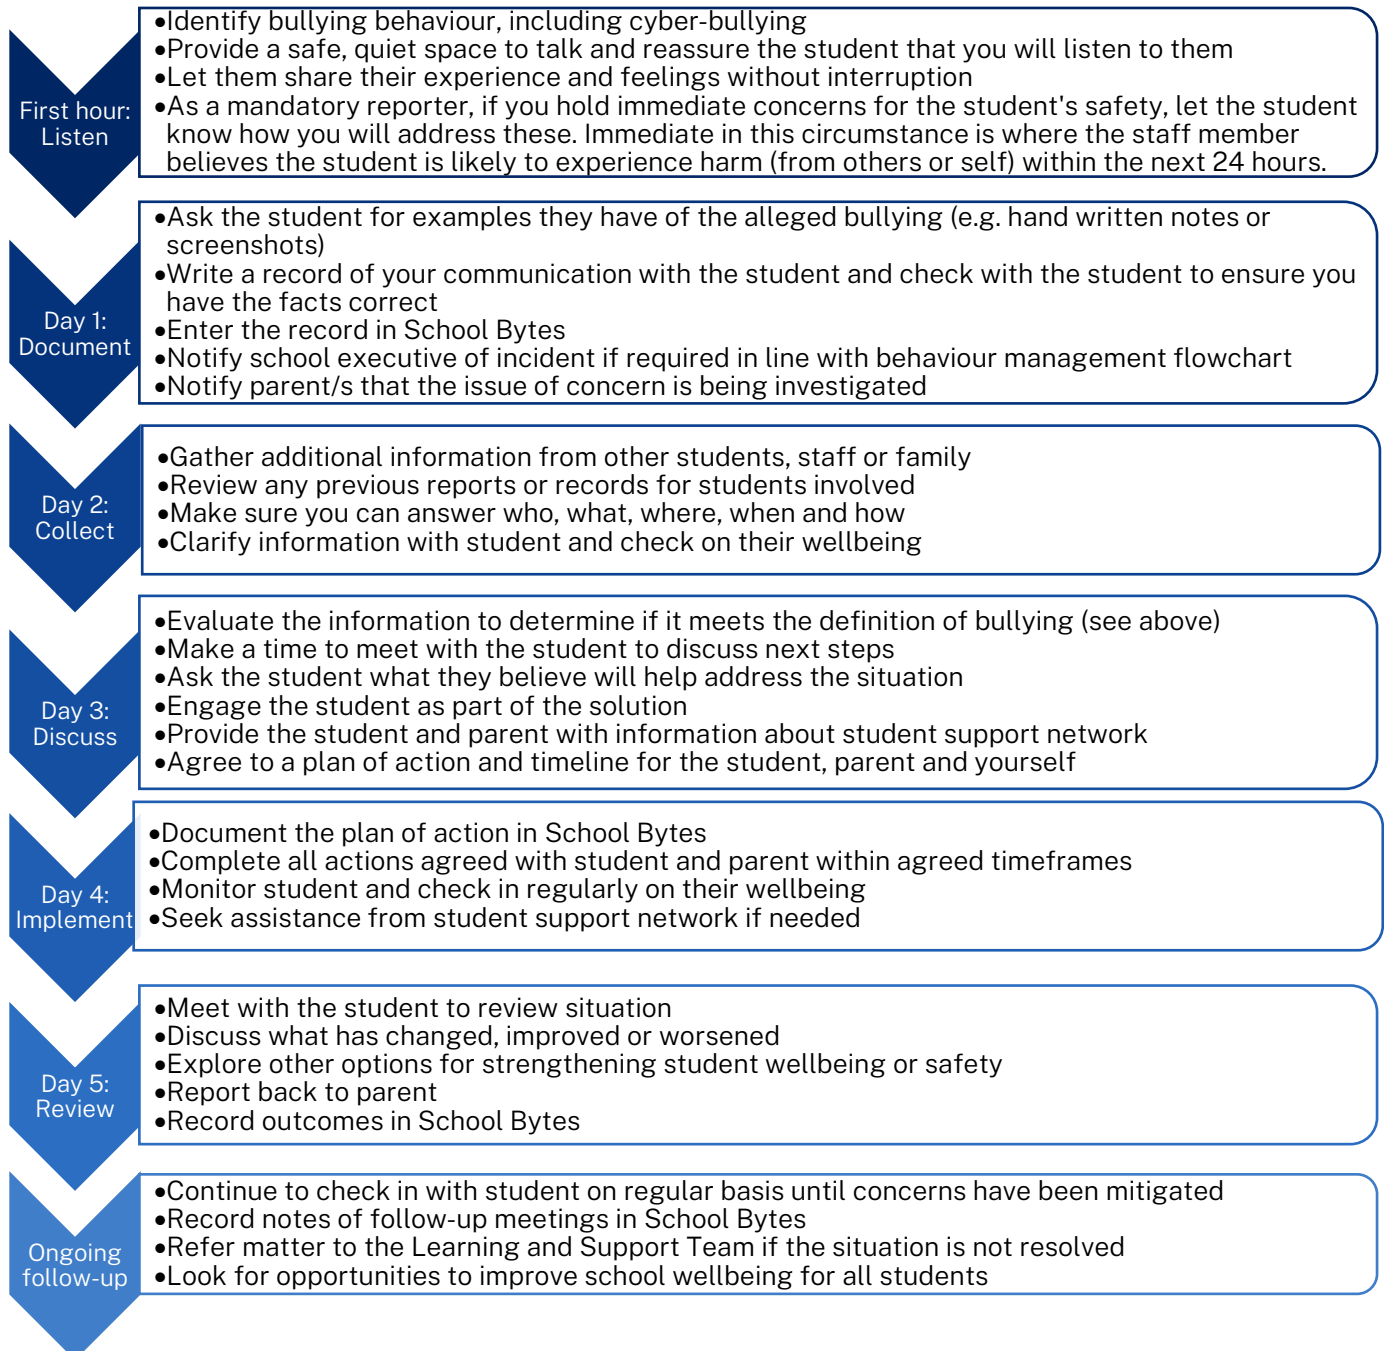 First hour:
Listen
•Identify bullying behaviour, including cyber-bullying
•Provide a safe, quiet space to talk and reassure the student that you will listen to them
•Let them share their experience and feelings without interruption
•As a mandatory reporter, if you hold immediate concerns for the student's safety, let the student
know how you will address these. Immediate in this circumstance is where the staff member
believes the student is likely to experience harm (from others or self) within the next 24 hours.
Day 1:
Document
•Ask the student for examples they have of the alleged bullying (e.g. hand written notes or
screenshots)
•Write a record of your communication with the student and check with the student to ensure you
have the facts correct
•Enter the record in School Bytes
•Notify school executive of incident if required in line with behaviour management flowchart
•Notify parent/s that the issue of concern is being investigated
Day 2:
Collect
•Gather additional information from other students, staff or family
•Review any previous reports or records for students involved
•Make sure you can answer who, what, where, when and how
•Clarify information with student and check on their wellbeing
Day 3:
Discuss
•Evaluate the information to determine if it meets the definition of bullying (see above)
•Make a time to meet with the student to discuss next steps
•Ask the student what they believe will help address the situation
•Engage the student as part of the solution
•Provide the student and parent with information about student support network
•Agree to a plan of action and timeline for the student, parent and yourself
Day 4:
Implement
•Document the plan of action in School Bytes
•Complete all actions agreed with student and parent within agreed timeframes
•Monitor student and check in regularly on their wellbeing
•Seek assistance from student support network if needed
Day 5:
Review
•Meet with the student to review situation
•Discuss what has changed, improved or worsened
•Explore other options for strengthening student wellbeing or safety
•Report back to parent
•Record outcomes in School Bytes
Ongoing
follow-up
•Continue to check in with student on regular basis until concerns have been mitigated
•Record notes of follow-up meetings in School Bytes
•Refer matter to the Learning and Support Team if the situation is not resolved
•Look for opportunities to improve school wellbeing for all students